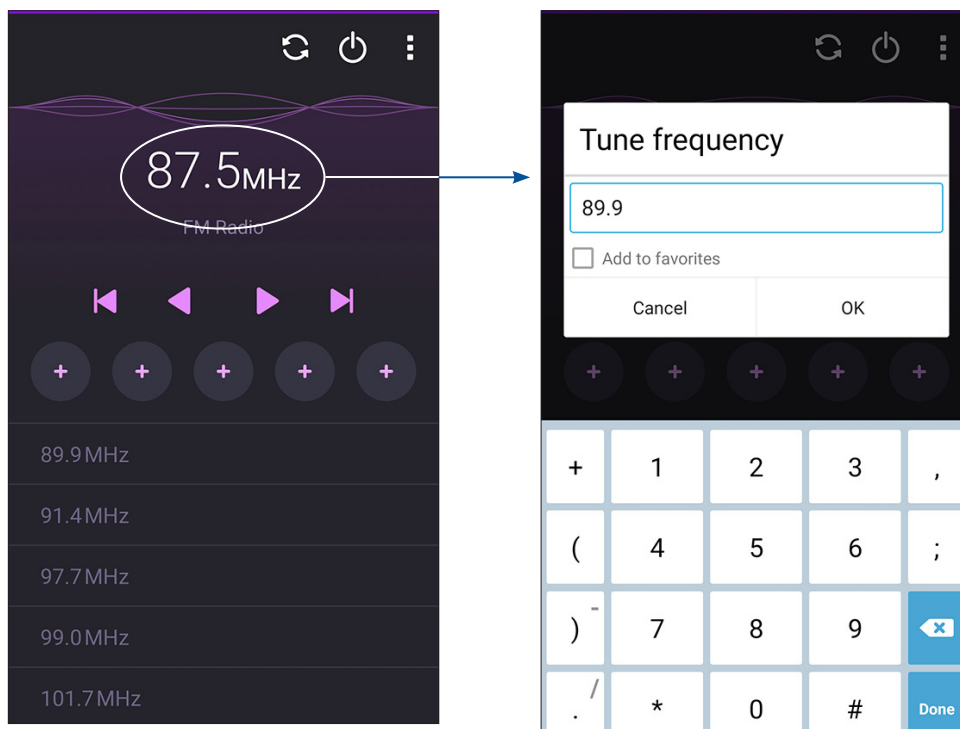 87.5MHz
FM Radio
+ + + + +
89.9MHz
91.4MHz
97.7MHz
99.0MHz
101.7MHz
Tune frequency
89.9
Add to favorites
Cancel OK
+ + + + +
+ 1 2 3 ,
( 4 5 6 ;
) - 7 8 9
. / * 0 # Done